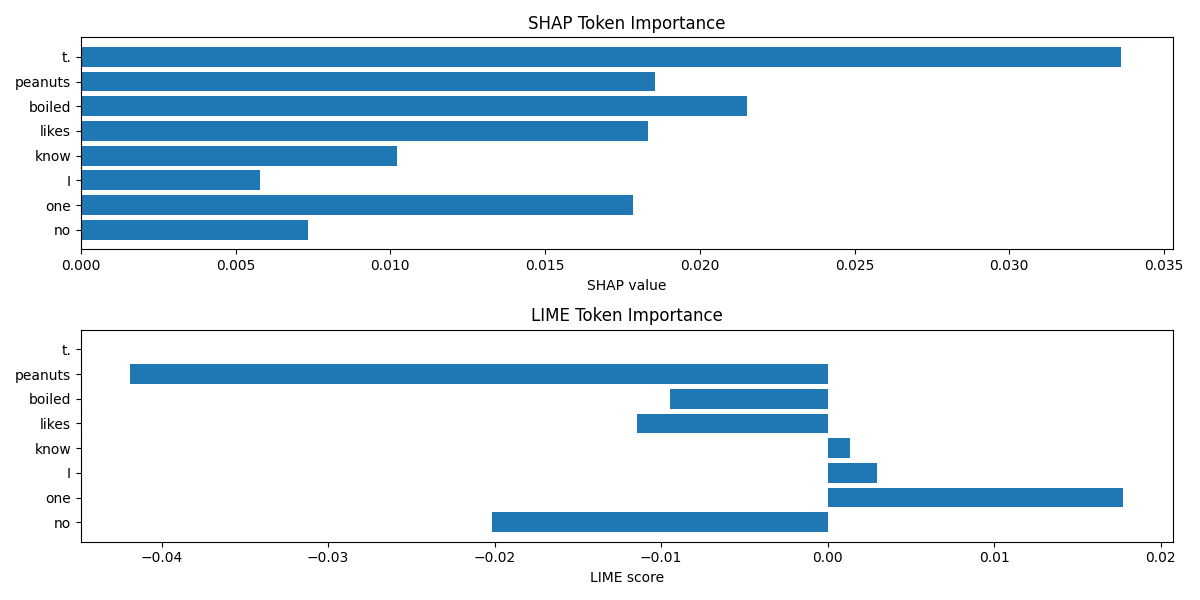 SHAP Token Importance
t.
peanuts
boiled
likes
know
I
one
no
0.000 0.005 0.010 0.015 0.020 0.025 0.030 0.035
SHAP value
LIME Token Importance
t.
peanuts
boiled
likes
know
I
one
no
−0.04 −0.03 −0.02 −0.01 0.00 0.01 0.02
LIME score